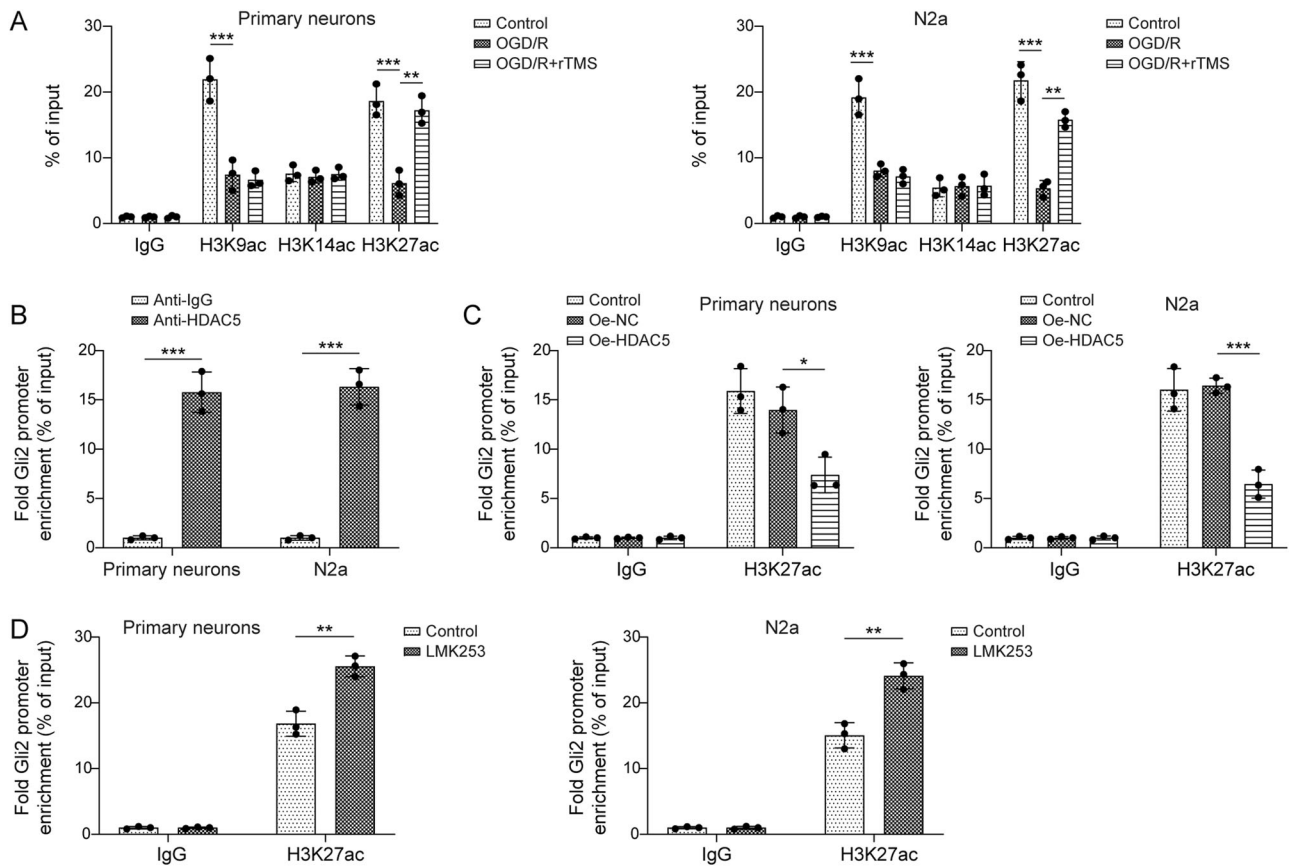 A
Primary neurons
Control
OGD/R
OGD/R+rTMS
% of input
30
20
10
0
***
***
**
IgG
H3K9ac
H3K14ac
H3K27ac
N2a
Control
OGD/R
OGD/R+rTMS
% of input
30
20
10
0
***
***
**
IgG
H3K9ac
H3K14ac
H3K27ac
B
Anti-IgG
Anti-HDAC5
Fold Gli2 promoter
enrichment (% of input)
20
15
10
5
0
***
***
Primary neurons
N2a
C
Control
Oe-NC
Oe-HDAC5
Primary neurons
Fold Gli2 promoter
enrichment (% of input)
20
15
10
5
0
*
IgG
H3K27ac
Control
Oe-NC
Oe-HDAC5
N2a
Fold Gli2 promoter
enrichment (% of input)
20
15
10
5
0
***
IgG
H3K27ac
D
Primary neurons
Control
LMK253
Fold Gli2 promoter
enrichment (% of input)
30
20
10
0
**
IgG
H3K27ac
N2a
Control
LMK253
Fold Gli2 promoter
enrichment (% of input)
30
20
10
0
**
IgG
H3K27ac